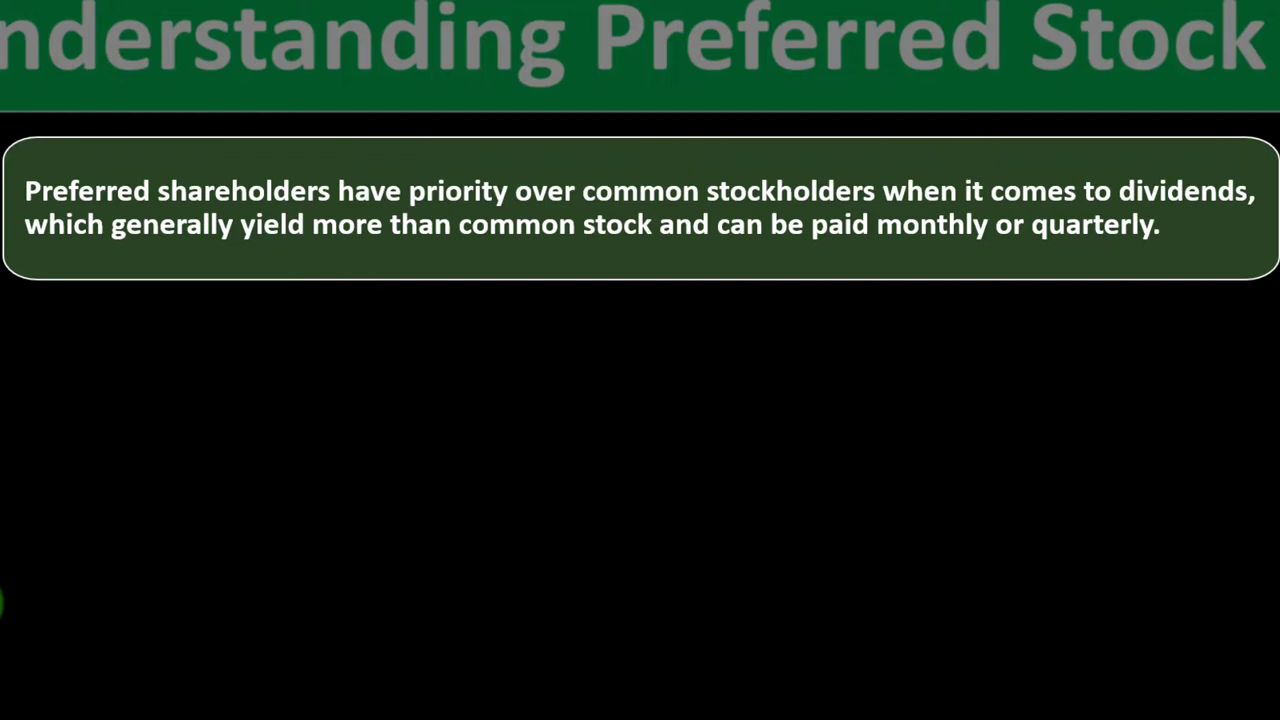 nderstanding Preferred Stock
Preferred shareholders have priority over common stockholders when it comes to dividends,
which generally yield more than common stock and can be paid monthly or quarterly.